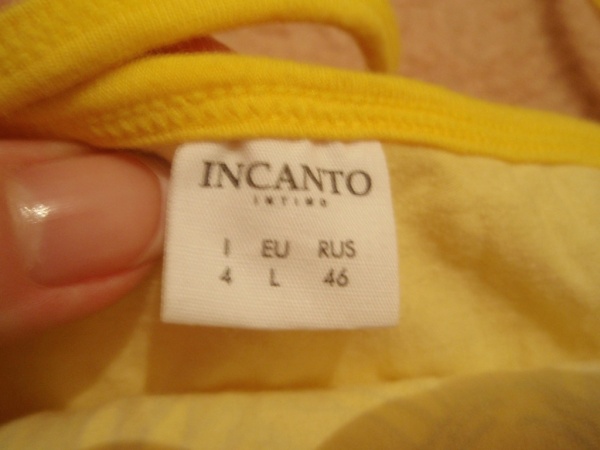 INCANTO
INTIMO
I EU RUS
4 L 46